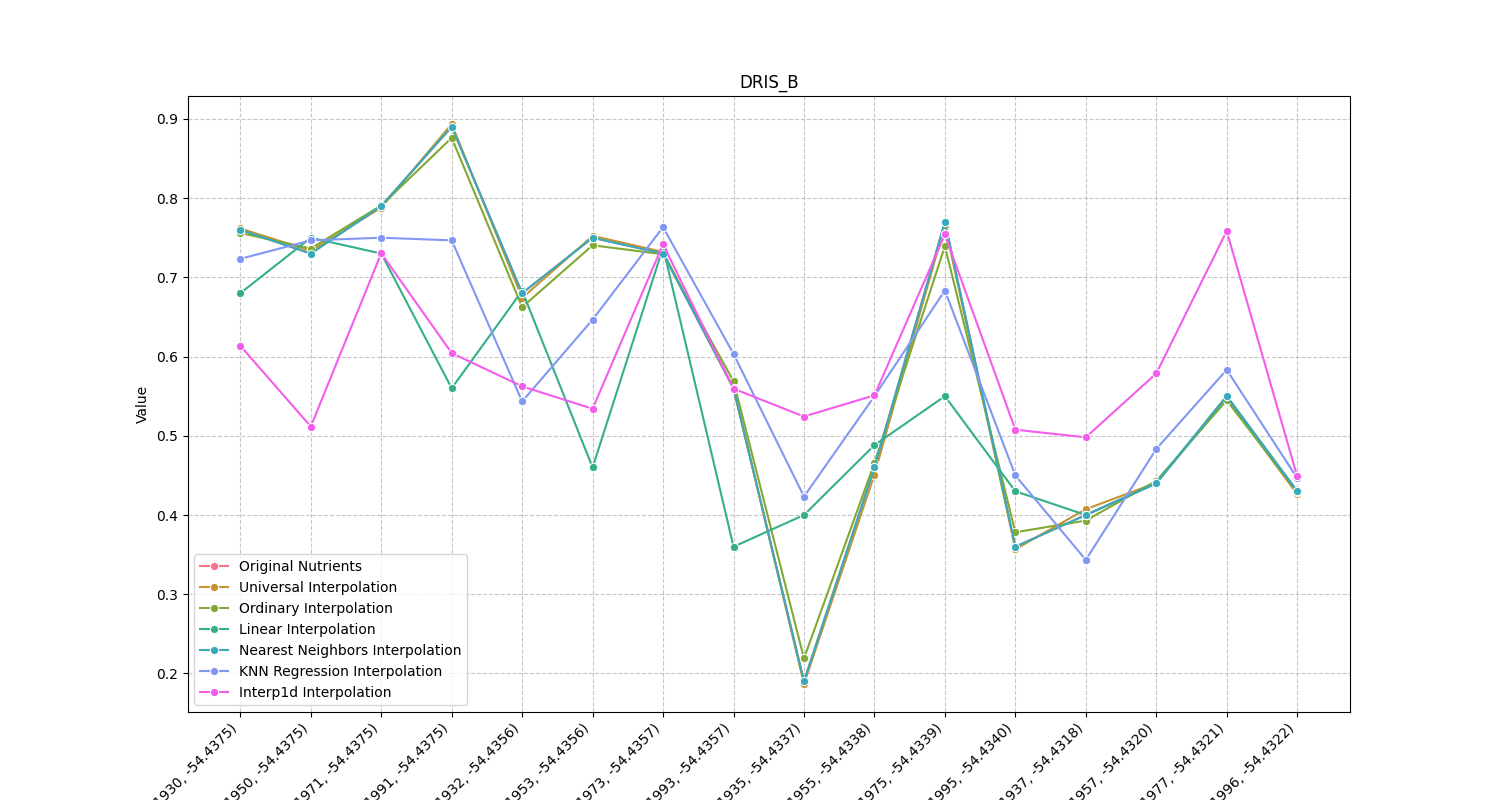 DRIS_B
Value
0.9
0.8
0.7
0.6
0.5
0.4
0.3
0.2
Original Nutrients
Universal Interpolation
Ordinary Interpolation
Linear Interpolation
Nearest Neighbors Interpolation
KNN Regression Interpolation
Interp1d Interpolation
1930, -54.4375)
1950, -54.4375)
1971, -54.4375)
1991, -54.4375)
1932, -54.4356)
1953, -54.4356)
1973, -54.4357)
1993, -54.4357)
1935, -54.4337)
1955, -54.4338)
1975, -54.4339)
1995, -54.4340)
1937, -54.4318)
1957, -54.4320)
1977, -54.4321)
1996, -54.4322)